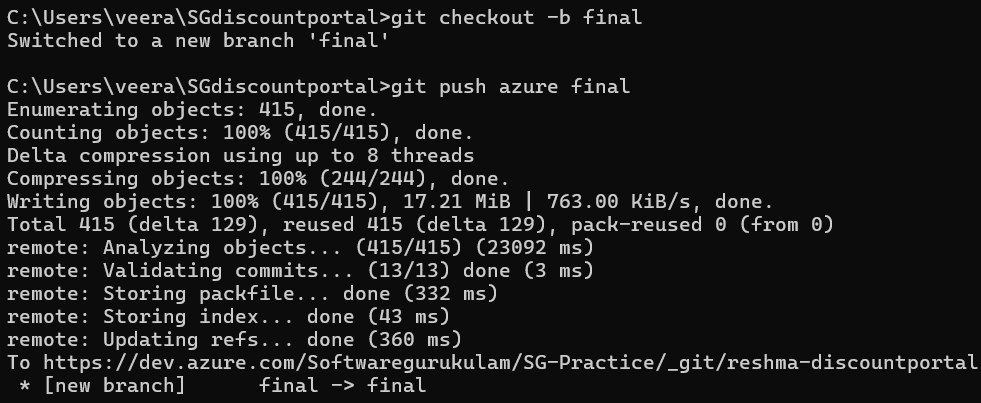 C:\Users\veera\SGdiscountportal>git checkout -b final
Switched to a new branch 'final'
C:\Users\veera\SGdiscountportal>git push azure final
Enumerating objects: 415, done.
Counting objects: 100% (415/415), done.
Delta compression using up to 8 threads
Compressing objects: 100% (244/244), done.
Writing objects: 100% (415/415), 17.21 MiB | 763.00 KiB/s, done.
Total 415 (delta 129), reused 415 (delta 129), pack-reused 0 (from 0)
remote: Analyzing objects... (415/415) (23092 ms)
remote: Validating commits... (13/13) done (3 ms)
remote: Storing packfile... done (332 ms)
remote: Storing index... done (43 ms)
remote: Updating refs... done (360 ms)
To https://dev.azure.com/Softwaregurukulam/SG-Practice/_git/reshma-discountportal
 * [new branch]      final -> final